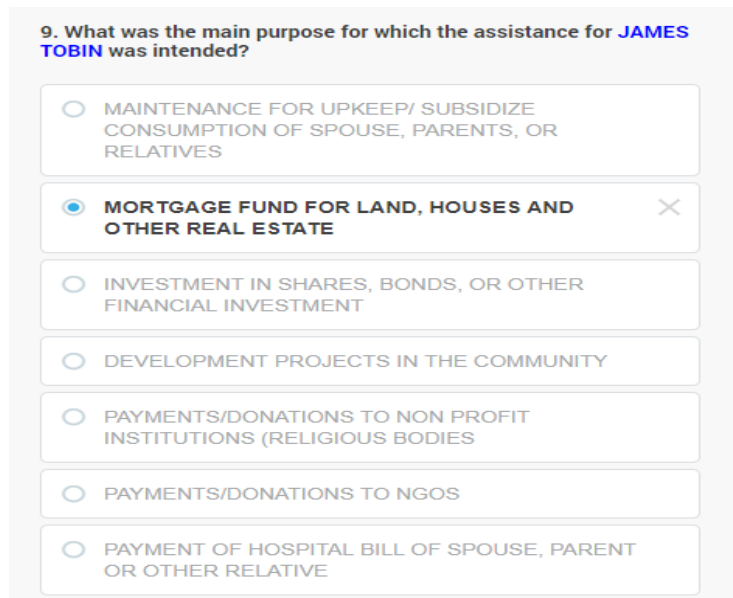 9. What was the main purpose for which the assistance for JAMES
TOBIN was intended?
MAINTENANCE FOR UPKEEP/ SUBSIDIZE
CONSUMPTION OF SPOUSE, PARENTS, OR
RELATIVES
MORTGAGE FUND FOR LAND, HOUSES AND
OTHER REAL ESTATE
INVESTMENT IN SHARES, BONDS, OR OTHER
FINANCIAL INVESTMENT
DEVELOPMENT PROJECTS IN THE COMMUNITY
PAYMENTS/DONATIONS TO NON PROFIT
INSTITUTIONS (RELIGIOUS BODIES
PAYMENTS/DONATIONS TO NGOS
PAYMENT OF HOSPITAL BILL OF SPOUSE, PARENT
OR OTHER RELATIVE